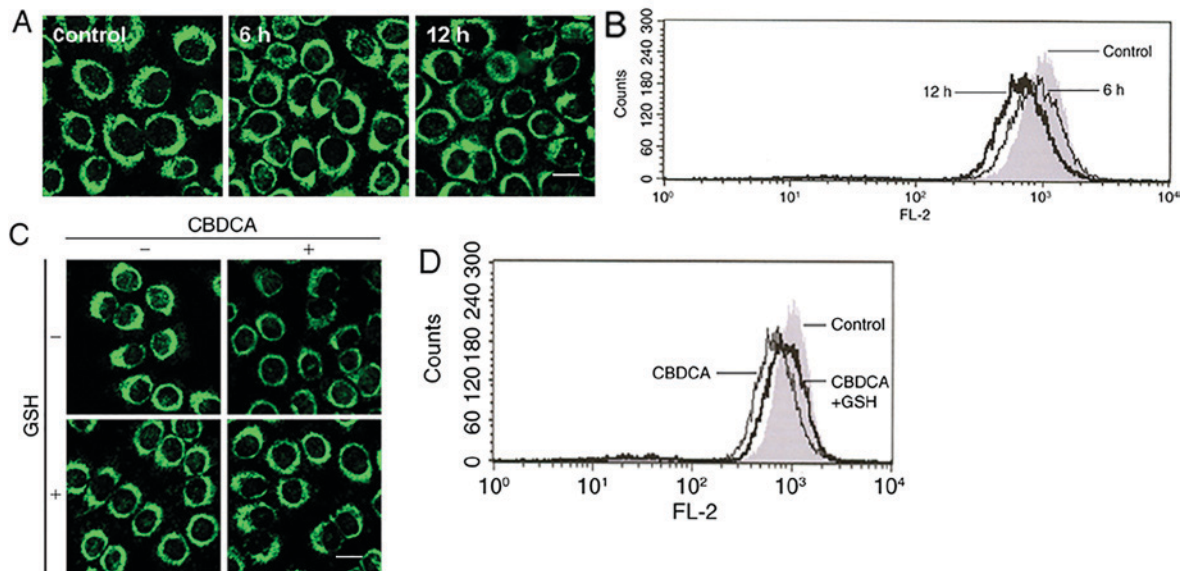 A
Control
6 h
12 h
B
Counts
300
240
180
120
60
0
Control
12 h
6 h
10⁰
10¹
10²
10³
10⁴
FL-2
C
CBDCA
−
+
GSH
−
+
D
Counts
300
240
180
120
60
0
Control
CBDCA
CBDCA
+GSH
10⁰
10¹
10²
10³
10⁴
FL-2